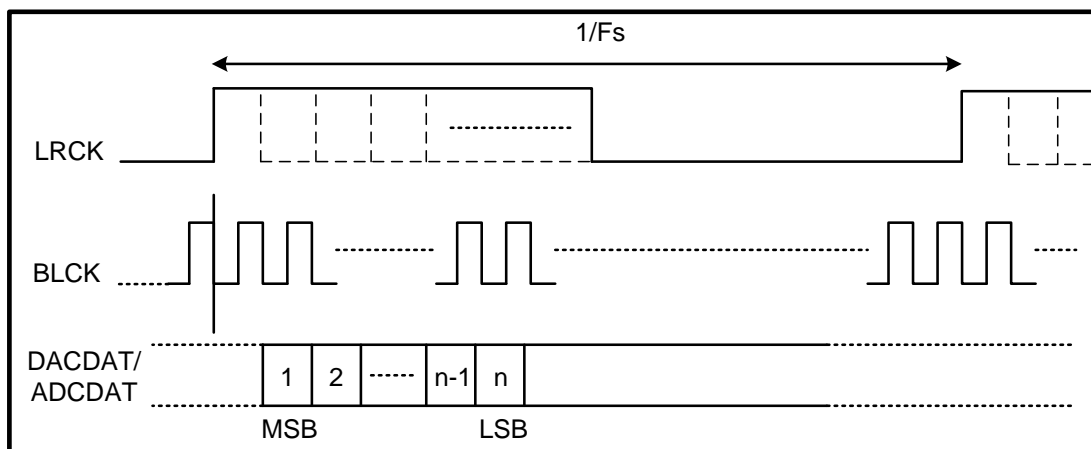 1/Fs
LRCK
BLCK
DACDAT/
ADCDAT
1 2 n-1 n
MSB LSB